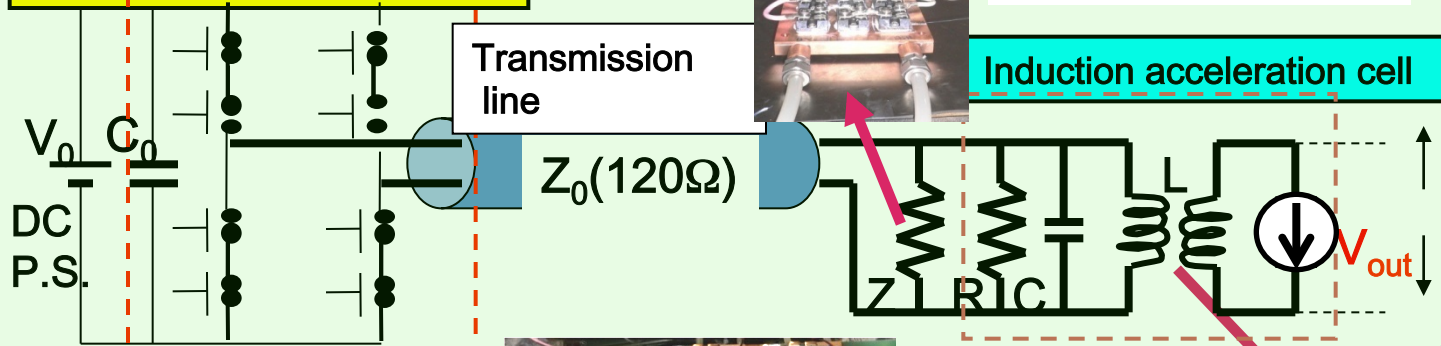 Transmission
line
Induction acceleration cell
V₀
C₀
Z₀(120Ω)
L
DC
P.S.
Z
R
C
Vout